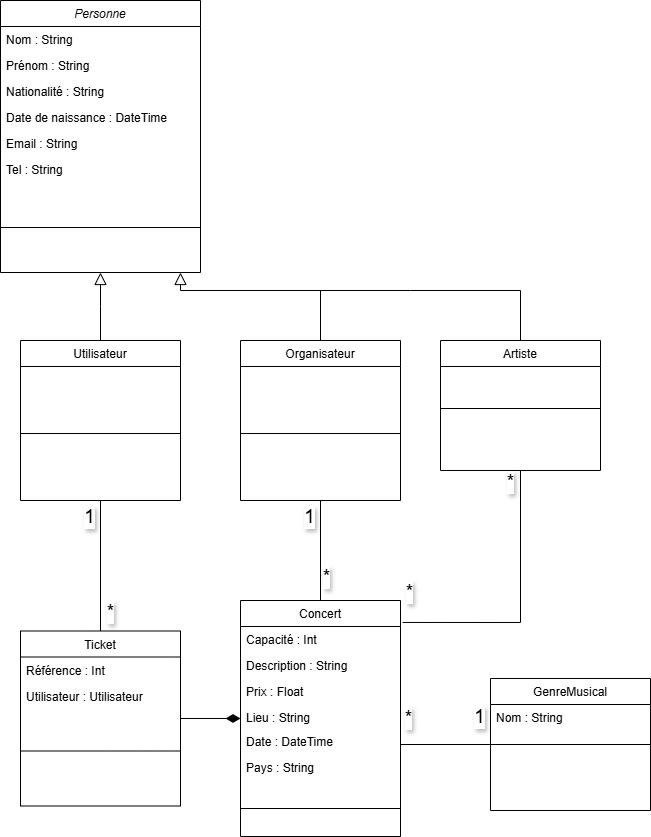 Personne
Nom : String
Prénom : String
Nationalité : String
Date de naissance : DateTime
Email : String
Tel : String
Utilisateur
Organisateur
Artiste
1
1
*
*
*
*
Concert
Capacité : Int
Description : String
Prix : Float
Lieu : String
Date : DateTime
Pays : String
Ticket
Référence : Int
Utilisateur : Utilisateur
*
1
GenreMusical
Nom : String